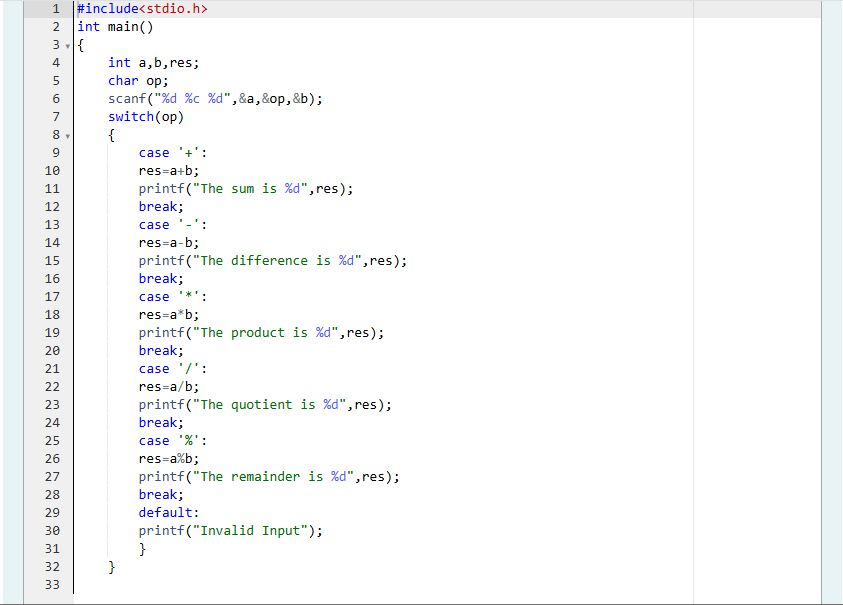 1 #include<stdio.h>
2 int main()
3 {
4 int a,b,res;
5 char op;
6 scanf("%d %c %d",&a,&op,&b);
7 switch(op)
8 {
9 case '+':
10 res=a+b;
11 printf("The sum is %d",res);
12 break;
13 case '-':
14 res=a-b;
15 printf("The difference is %d",res);
16 break;
17 case '*':
18 res=a*b;
19 printf("The product is %d",res);
20 break;
21 case '/':
22 res=a/b;
23 printf("The quotient is %d",res);
24 break;
25 case '%':
26 res=a%b;
27 printf("The remainder is %d",res);
28 break;
29 default:
30 printf("Invalid Input");
31 }
32 }
33